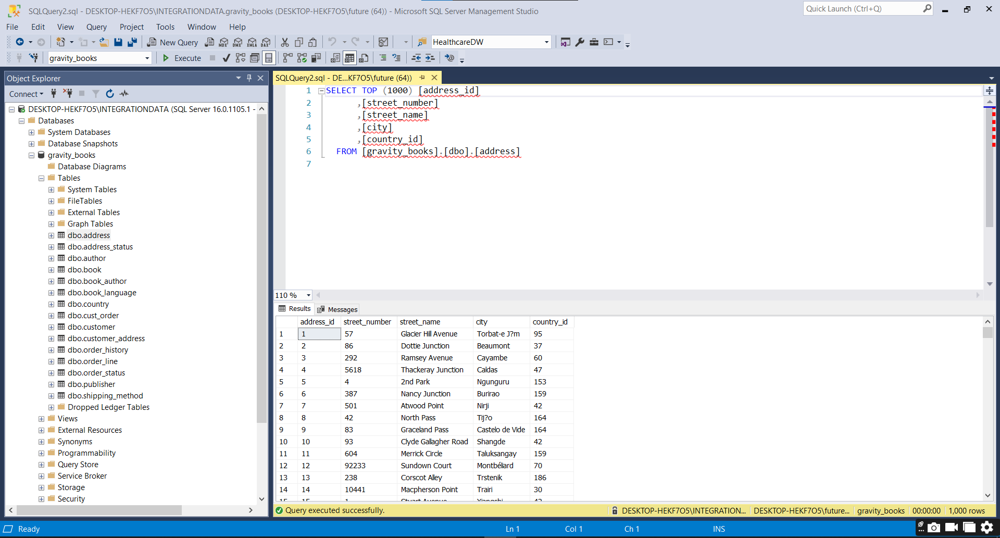 SQLQuery2.sql - DESKTOP-HEKF7O5\INTEGRATIONDATA.gravity_books (DESKTOP-HEKF7O5\future (64)) - Microsoft SQL Server Management Studio
Quick Launch (Ctrl+Q)
File Edit View Query Project Tools Window Help
New Query MDX DMX XMLA DAX HealthcareDW
gravity_books Execute
Object Explorer
Connect
DESKTOP-HEKF7O5\INTEGRATIONDATA (SQL Server 16.0.1105.1 -
Databases
System Databases
Database Snapshots
gravity_books
Database Diagrams
Tables
System Tables
FileTables
External Tables
Graph Tables
dbo.address
dbo.address_status
dbo.author
dbo.book
dbo.book_author
dbo.book_language
dbo.country
dbo.cust_order
dbo.customer
dbo.customer_address
dbo.order_history
dbo.order_line
dbo.order_status
dbo.publisher
dbo.shipping_method
Dropped Ledger Tables
Views
External Resources
Synonyms
Programmability
Query Store
Service Broker
Storage
Security
SQLQuery2.sql - DE...KF7O5\future (64))
1 SELECT TOP (1000) [address_id]
2 ,[street_number]
3 ,[street_name]
4 ,[city]
5 ,[country_id]
6 FROM [gravity_books].[dbo].[address]
7
110 %
Results Messages
address_id street_number street_name city country_id
1 1 57 Glacier Hill Avenue Torbat-e J?m 95
2 2 86 Dottie Junction Beaumont 37
3 3 292 Ramsey Avenue Cayambe 60
4 4 5618 Thackeray Junction Caldas 47
5 5 4 2nd Park Ngunguru 153
6 6 387 Nancy Junction Burirao 159
7 7 501 Atwood Point Nirji 42
8 8 42 North Pass Tij?o 164
9 9 83 Graceland Pass Castelo de Vide 164
10 10 93 Clyde Gallagher Road Shangde 42
11 11 604 Merrick Circle Taluksangay 159
12 12 92233 Sundown Court Montbéliard 70
13 13 238 Corscot Alley Trstenik 186
14 14 10441 Macpherson Point Trairi 30
15 15 1 Stuart Avenue 42
Query executed successfully.
DESKTOP-HEKF7O5\INTEGRATION... DESKTOP-HEKF7O5\future... gravity_books 00:00:00 1,000 rows
Ready Ln 1 Col 1 Ch 1 INS